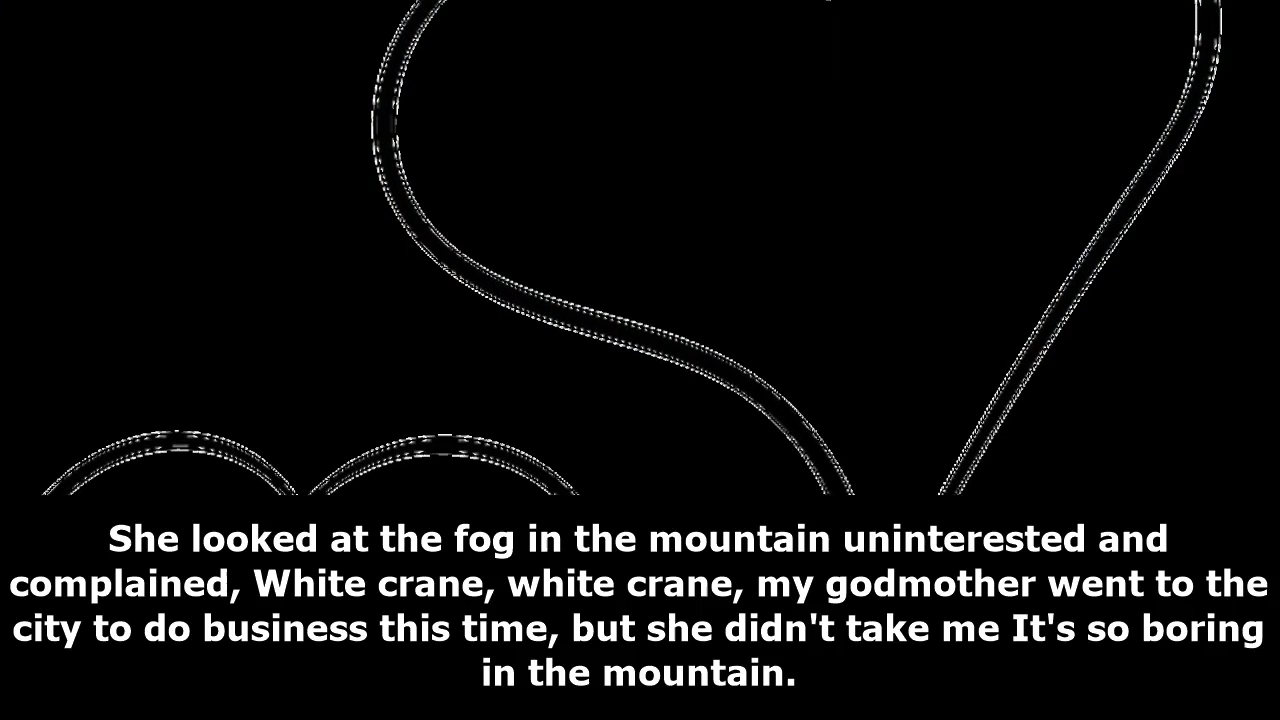 She looked at the fog in the mountain uninterested and
complained, White crane, white crane, my godmother went to the
city to do business this time, but she didn't take me It's so boring
in the mountain.